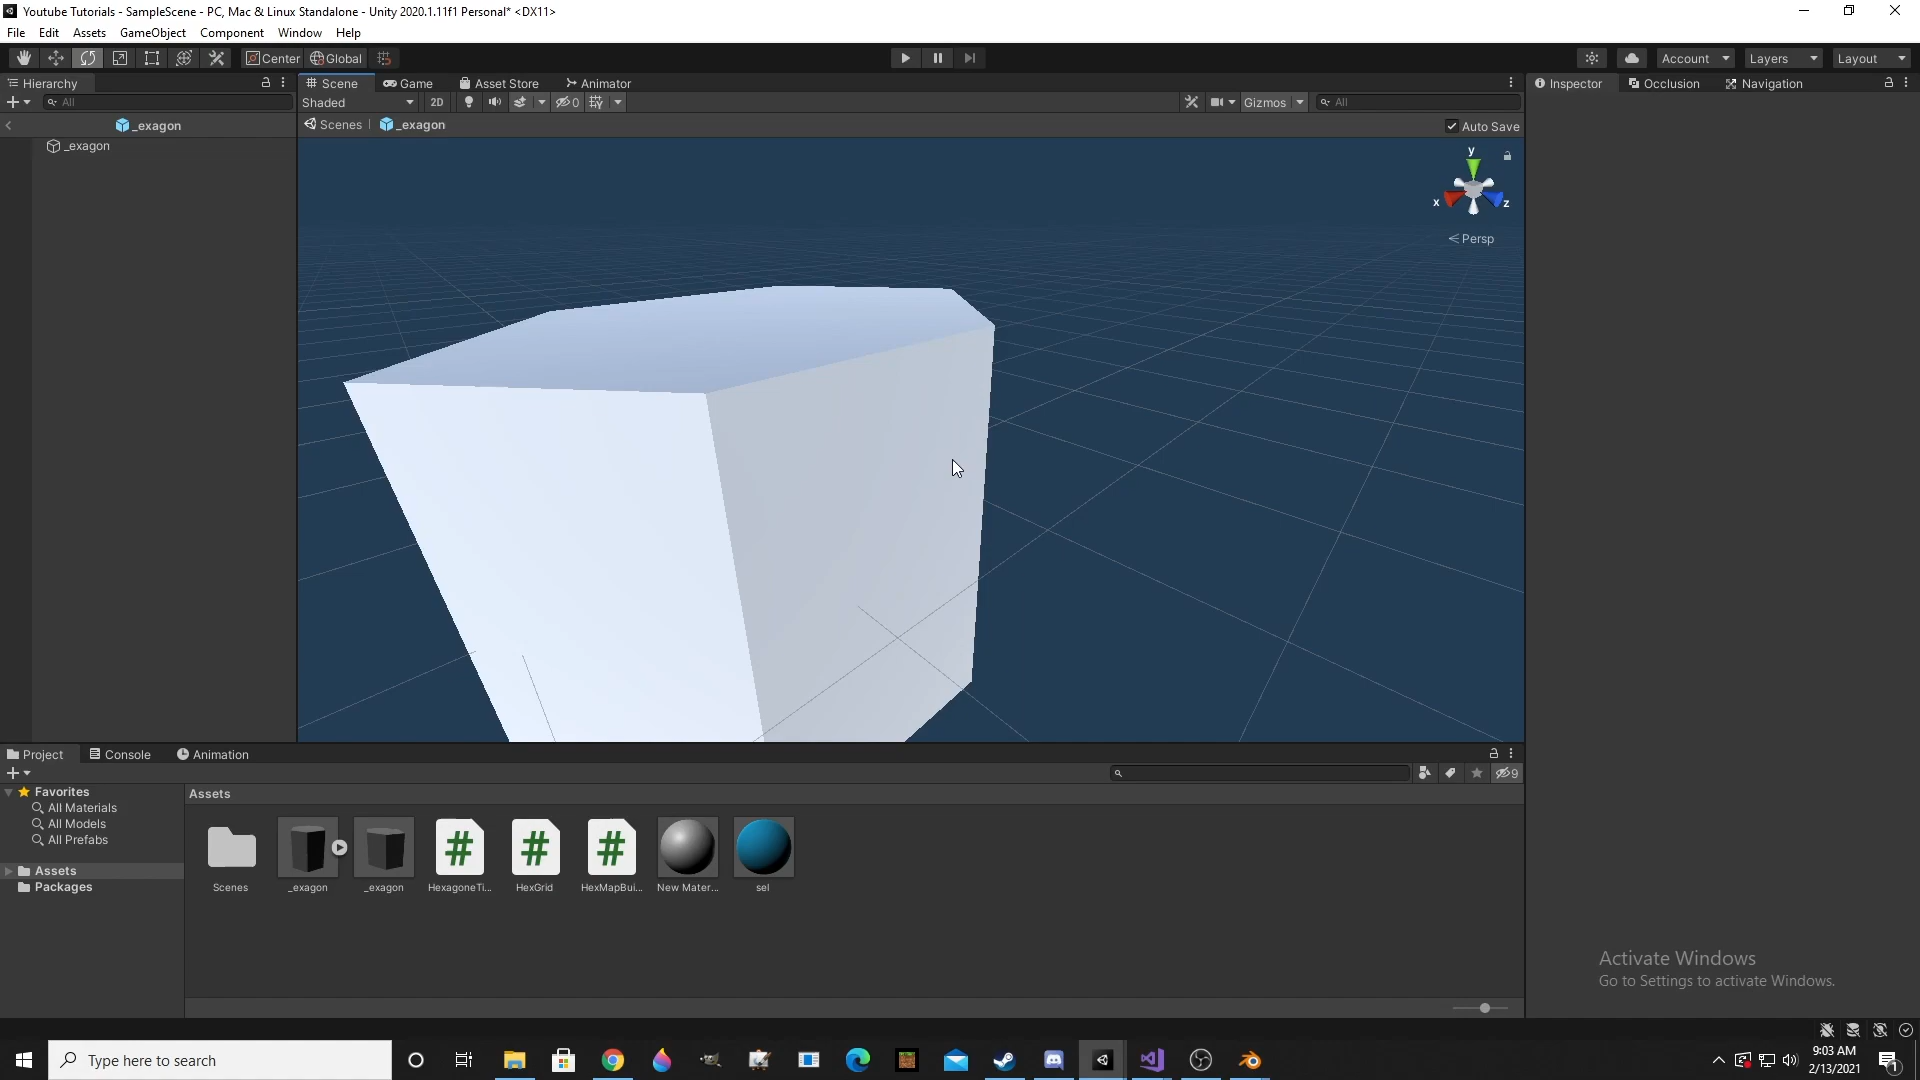 Youtube Tutorials - SampleScene - PC, Mac & Linux Standalone - Unity 2020.1.11f1 Personal* <DX11>
File Edit Assets GameObject Component Window Help
Center Global Account Layers Layout
Hierarchy Scene Game Asset Store Animator Inspector Occlusion Navigation
All Shaded 2D 0 Gizmos All
_exagon Scenes _exagon Auto Save
_exagon
y
x z
Persp
Project Console Animation
9
Favorites Assets
All Materials
All Models
All Prefabs
Assets
Packages
Scenes _exagon _exagon HexagoneTi... HexGrid HexMapBui... New Mater... sel
Activate Windows
Go to Settings to activate Windows.
Type here to search
9:03 AM
2/13/2021
1